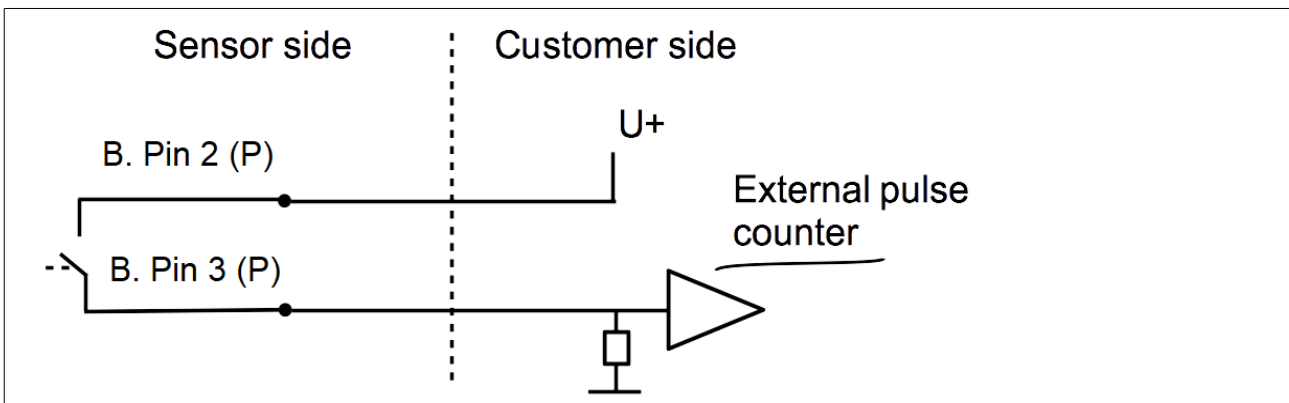 Sensor side
Customer side
U+
B. Pin 2 (P)
External pulse
counter
B. Pin 3 (P)